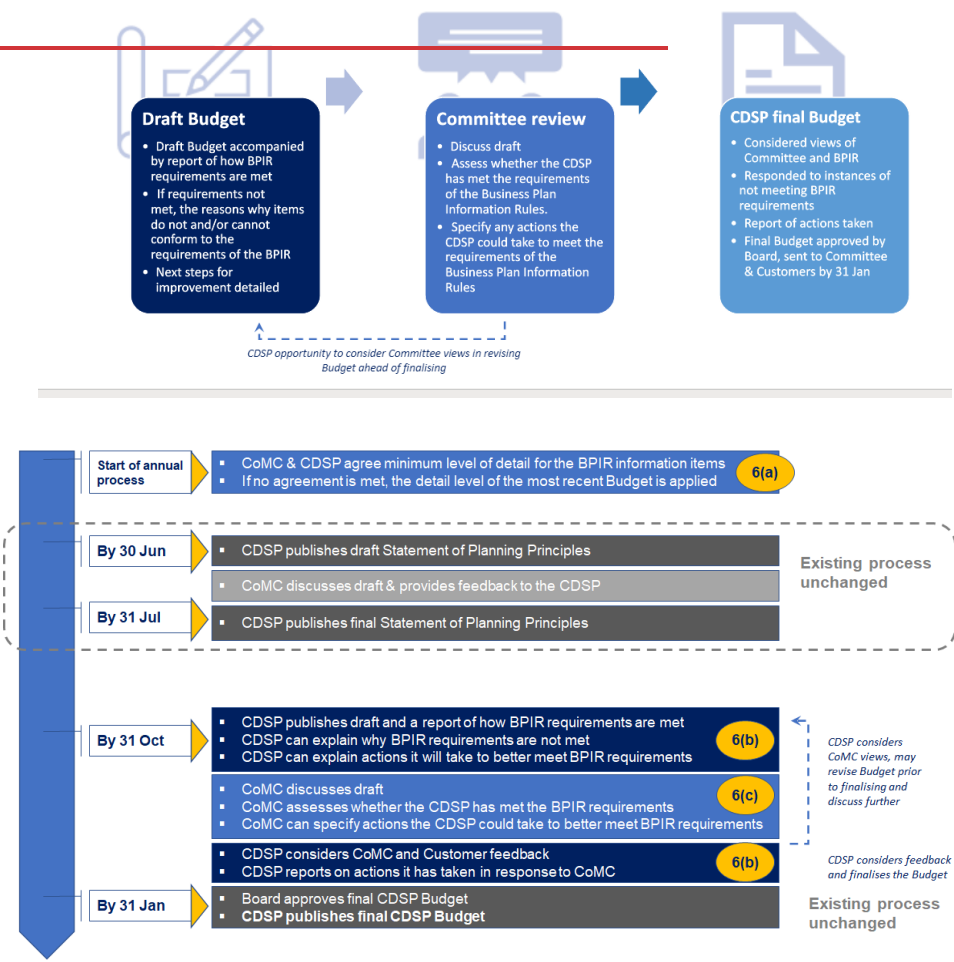 Draft Budget
• Draft Budget accompanied
by report of how BPIR
requirements are met
• If requirements not
met, the reasons why items
do not and/or cannot
conform to the
requirements of the BPIR
• Next steps for
improvement detailed
Committee review
• Discuss draft
• Assess whether the CDSP
has met the requirements
of the Business Plan
Information Rules.
• Specify any actions the
CDSP could take to meet the
requirements of the
Business Plan Information
Rules
CDSP final Budget
• Considered views of
Committee and BPIR
• Responded to instances of
not meeting BPIR
requirements
• Report of actions taken
• Final Budget approved by
Board, sent to Committee
& Customers by 31 Jan
CDSP opportunity to consider Committee views in revising
Budget ahead of finalising
Start of annual
process
▪ CoMC & CDSP agree minimum level of detail for the BPIR information items
▪ If no agreement is met, the detail level of the most recent Budget is applied
6(a)
By 30 Jun
▪ CDSP publishes draft Statement of Planning Principles
▪ CoMC discusses draft & provides feedback to the CDSP
Existing process
unchanged
By 31 Jul
▪ CDSP publishes final Statement of Planning Principles
By 31 Oct
▪ CDSP publishes draft and a report of how BPIR requirements are met
▪ CDSP can explain why BPIR requirements are not met
▪ CDSP can explain actions it will take to better meet BPIR requirements
6(b)
▪ CoMC discusses draft
▪ CoMC assesses whether the CDSP has met the BPIR requirements
▪ CoMC can specify actions the CDSP could take to better meet BPIR requirements
6(c)
CDSP considers
CoMC views, may
revise Budget prior
to finalising and
discuss further
▪ CDSP considers CoMC and Customer feedback
▪ CDSP reports on actions it has taken in response to CoMC
6(b)
CDSP considers feedback
and finalises the Budget
By 31 Jan
▪ Board approves final CDSP Budget
▪ CDSP publishes final CDSP Budget
Existing process
unchanged